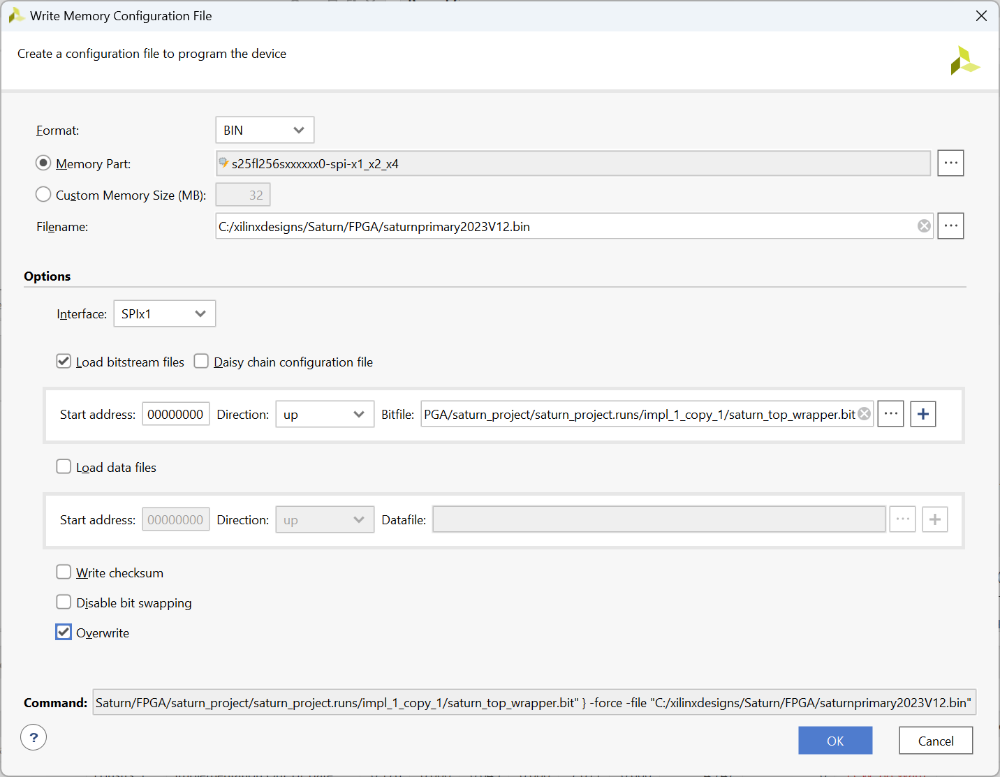 Write Memory Configuration File
Create a configuration file to program the device
Format: BIN
Memory Part: s25fl256sxxxxxx0-spi-x1_x2_x4 ...
Custom Memory Size (MB): 32
Filename: C:/xilinxdesigns/Saturn/FPGA/saturnprimary2023V12.bin ...
Options
Interface: SPIx1
Load bitstream files Daisy chain configuration file
Start address: 00000000 Direction: up Bitfile: PGA/saturn_project/saturn_project.runs/impl_1_copy_1/saturn_top_wrapper.bit ... +
Load data files
Start address: 00000000 Direction: up Datafile: ... +
Write checksum
Disable bit swapping
Overwrite
Command: Saturn/FPGA/saturn_project/saturn_project.runs/impl_1_copy_1/saturn_top_wrapper.bit" } -force -file "C:/xilinxdesigns/Saturn/FPGA/saturnprimary2023V12.bin"
? OK Cancel